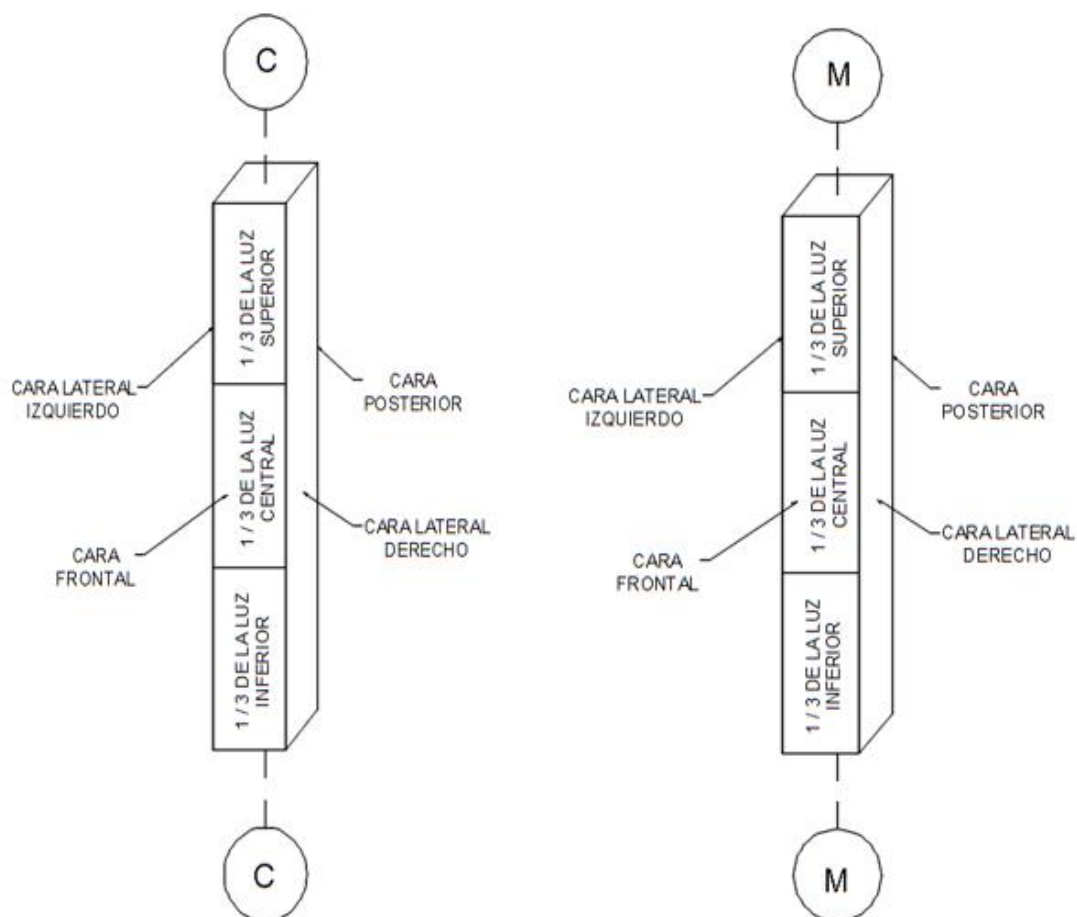 C
1 / 3 DE LA LUZ
SUPERIOR
CARA LATERAL
IZQUIERDO
CARA
POSTERIOR
1 / 3 DE LA LUZ
CENTRAL
CARA
FRONTAL
CARA LATERAL
DERECHO
1 / 3 DE LA LUZ
INFERIOR
C
M
1 / 3 DE LA LUZ
SUPERIOR
CARA LATERAL
IZQUIERDO
CARA
POSTERIOR
1 / 3 DE LA LUZ
CENTRAL
CARA
FRONTAL
CARA LATERAL
DERECHO
1 / 3 DE LA LUZ
INFERIOR
M